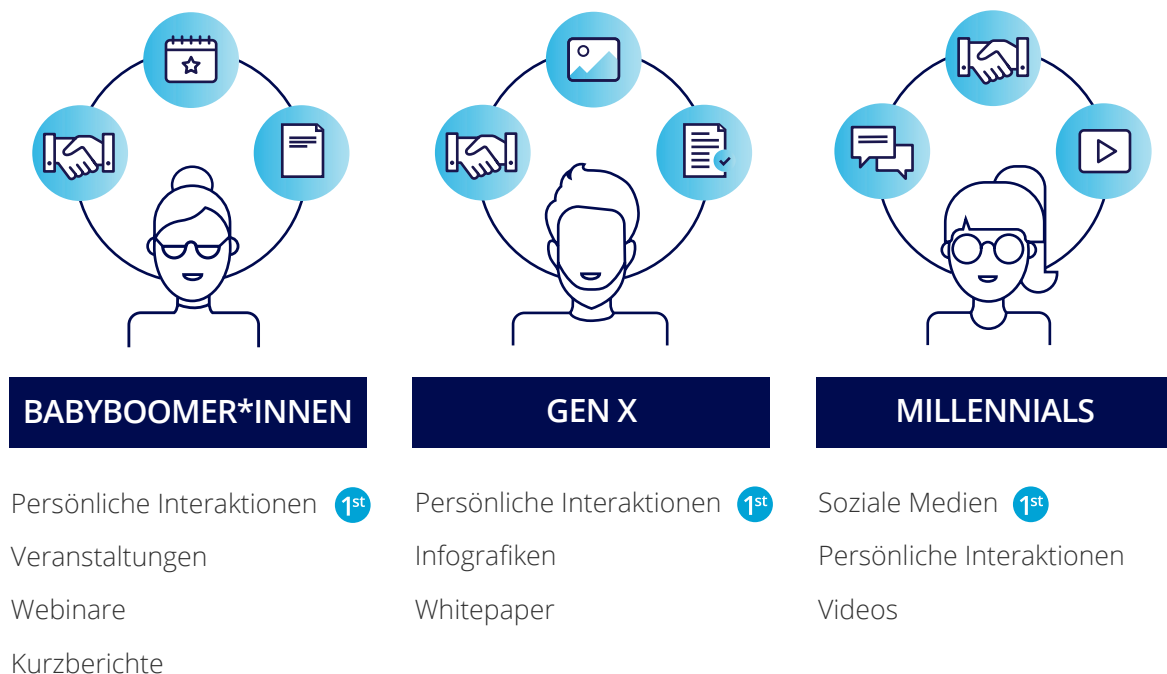 BABYBOOMER*INNEN
Persönliche Interaktionen 1st
Veranstaltungen
Webinare
Kurzberichte
GEN X
Persönliche Interaktionen 1st
Infografiken
Whitepaper
MILLENNIALS
Soziale Medien 1st
Persönliche Interaktionen
Videos